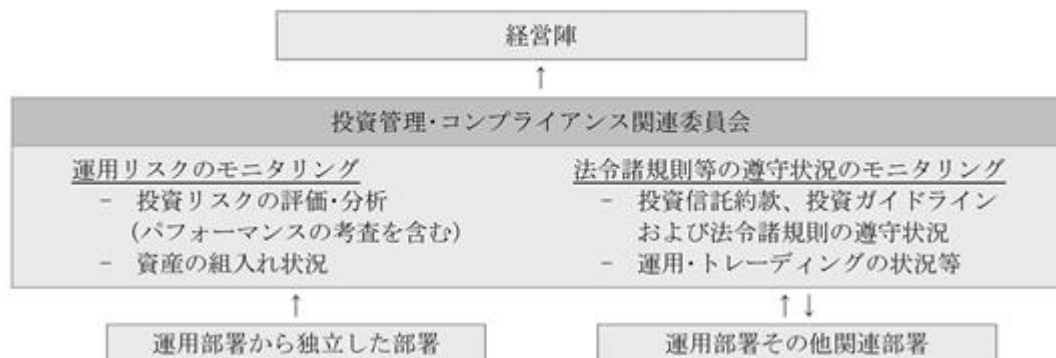 経営陣
↑
投資管理・コンプライアンス関連委員会
運用リスクのモニタリング
－ 投資リスクの評価・分析
(パフォーマンスの考査を含む)
－ 資産の組入れ状況
法令諸規則等の遵守状況のモニタリング
－ 投資信託約款、投資ガイドライン
および法令諸規則の遵守状況
－ 運用・トレーディングの状況等
↑
↑↓
運用部署から独立した部署
運用部署その他関連部署